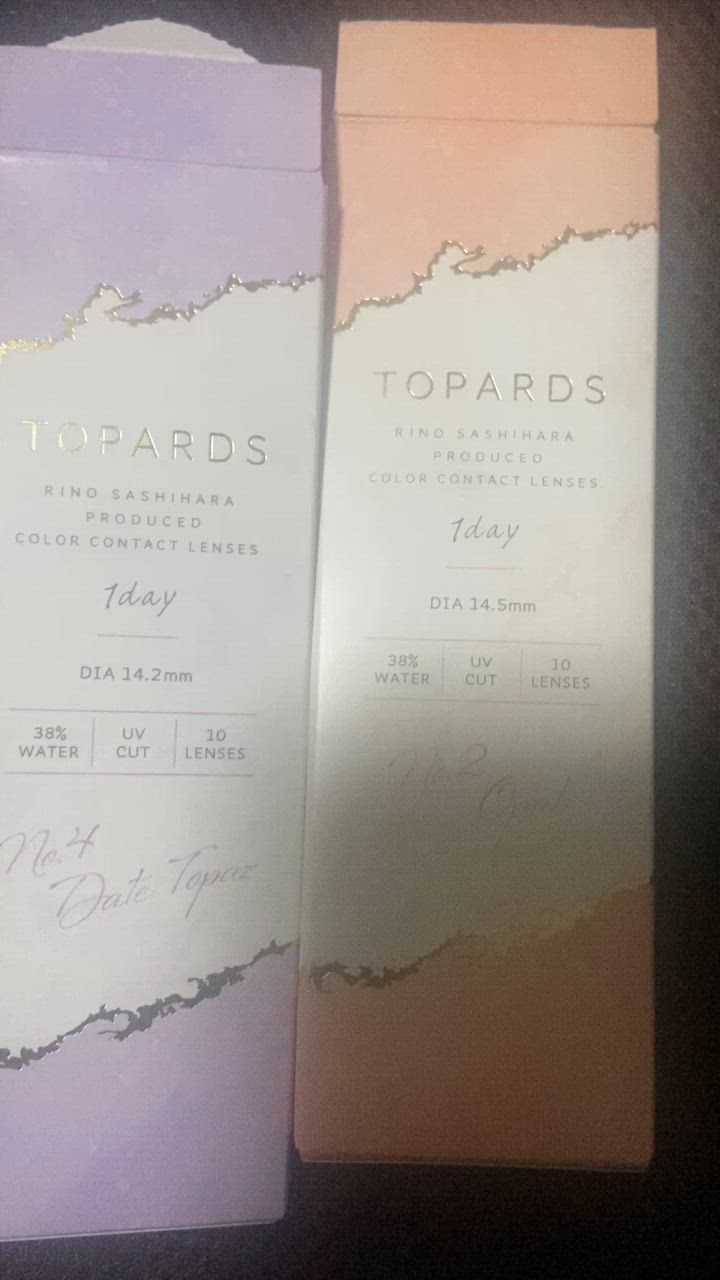 TOPARDS
RINO SASHIHARA
PRODUCED
COLOR CONTACT LENSES
1day
DIA 14.2mm
38%
WATER
UV
CUT
10
LENSES
No.4
Date Topaz
TOPARDS
RINO SASHIHARA
PRODUCED
COLOR CONTACT LENSES
1day
DIA 14.5mm
38%
WATER
UV
CUT
10
LENSES
No.2
Opal